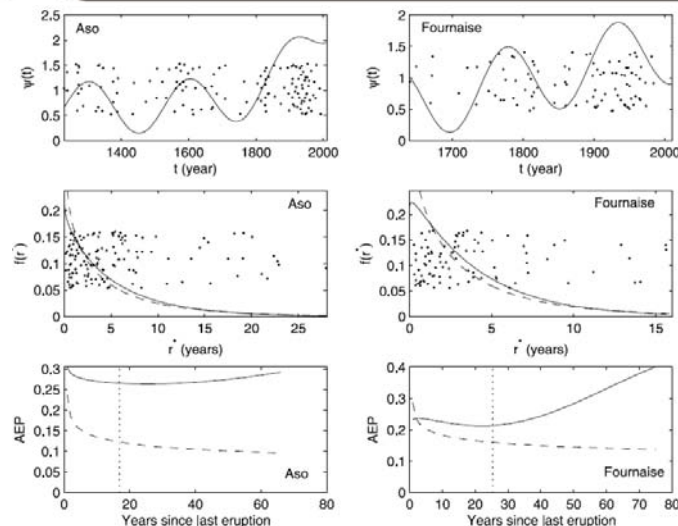 Aso
Fournaise
2
1.5
1
0.5
0
ψ(t)
1400 1600 1800 2000
t (year)
2
1.5
1
0.5
0
ψ(t)
1700 1800 1900 2000
t (year)
Aso
0.2
0.15
0.1
0.05
0
f(r*)
0 5 10 15 20 25
r* (years)
Fournaise
0.2
0.15
0.1
0.05
0
f(r*)
0 5 10 15
r* (years)
0.3
0.25
0.2
0.15
0.1
0.05
0
AEP
Aso
0 20 40 60 80
Years since last eruption
0.4
0.3
0.2
0.1
0
AEP
Fournaise
0 10 20 30 40 50 60 70 80
Years since last eruption